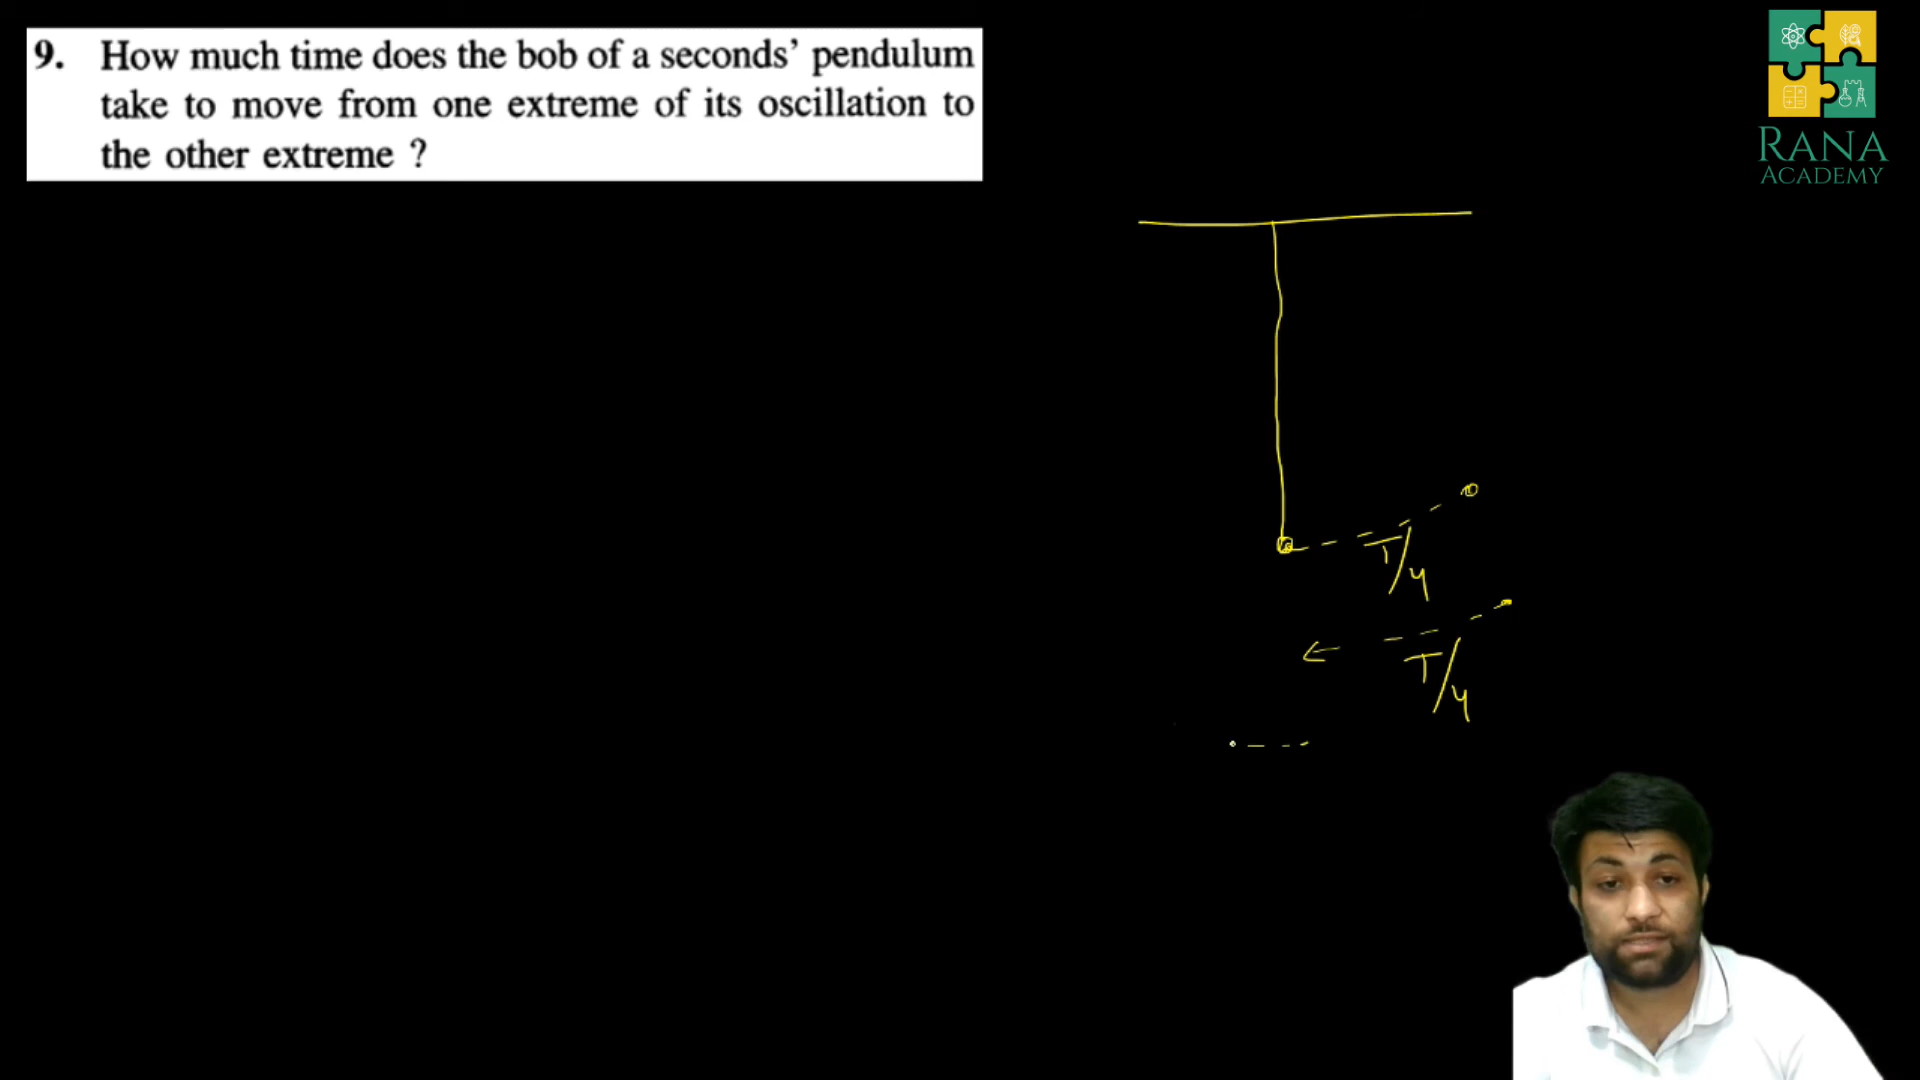 9. How much time does the bob of a seconds’ pendulum
take to move from one extreme of its oscillation to
the other extreme ?
RANA
ACADEMY
T/4
T/4